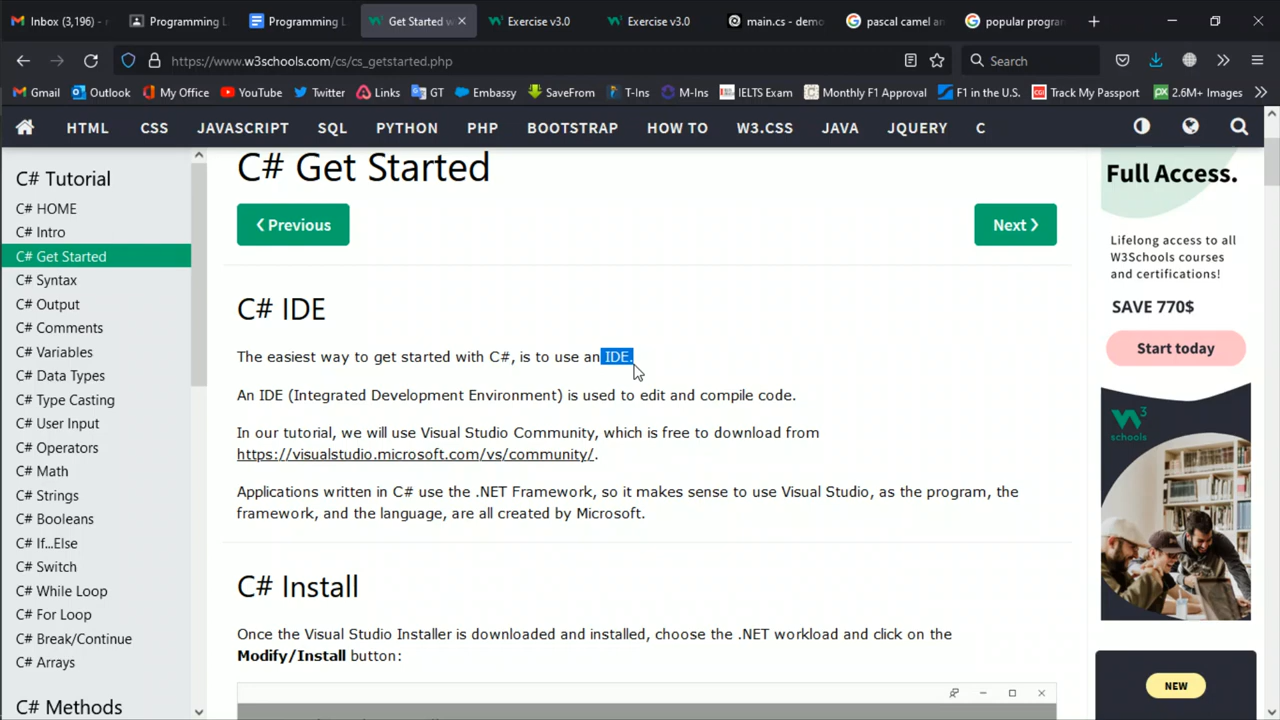 Inbox (3,196)
Programming L
Programming L
Get Started w
Exercise v3.0
Exercise v3.0
main.cs - demo
pascal camel an
popular progra
https://www.w3schools.com/cs/cs_getstarted.php
Search
Gmail
Outlook
My Office
YouTube
Twitter
Links
GT
Embassy
SaveFrom
T-Ins
M-Ins
IELTS Exam
Monthly F1 Approval
F1 in the U.S.
Track My Passport
2.6M+ Images
HTML
CSS
JAVASCRIPT
SQL
PYTHON
PHP
BOOTSTRAP
HOW TO
W3.CSS
JAVA
JQUERY
C
C# Tutorial
C# HOME
C# Intro
C# Get Started
C# Syntax
C# Output
C# Comments
C# Variables
C# Data Types
C# Type Casting
C# User Input
C# Operators
C# Math
C# Strings
C# Booleans
C# If...Else
C# Switch
C# While Loop
C# For Loop
C# Break/Continue
C# Arrays
C# Methods
C# Get Started
❮ Previous
Next ❯
C# IDE
The easiest way to get started with C#, is to use an IDE.
An IDE (Integrated Development Environment) is used to edit and compile code.
In our tutorial, we will use Visual Studio Community, which is free to download from
https://visualstudio.microsoft.com/vs/community/.
Applications written in C# use the .NET Framework, so it makes sense to use Visual Studio, as the program, the
framework, and the language, are all created by Microsoft.
C# Install
Once the Visual Studio Installer is downloaded and installed, choose the .NET workload and click on the
Modify/Install button:
Full Access.
Lifelong access to all
W3Schools courses
and certifications!
SAVE 770$
Start today
W3
schools
NEW